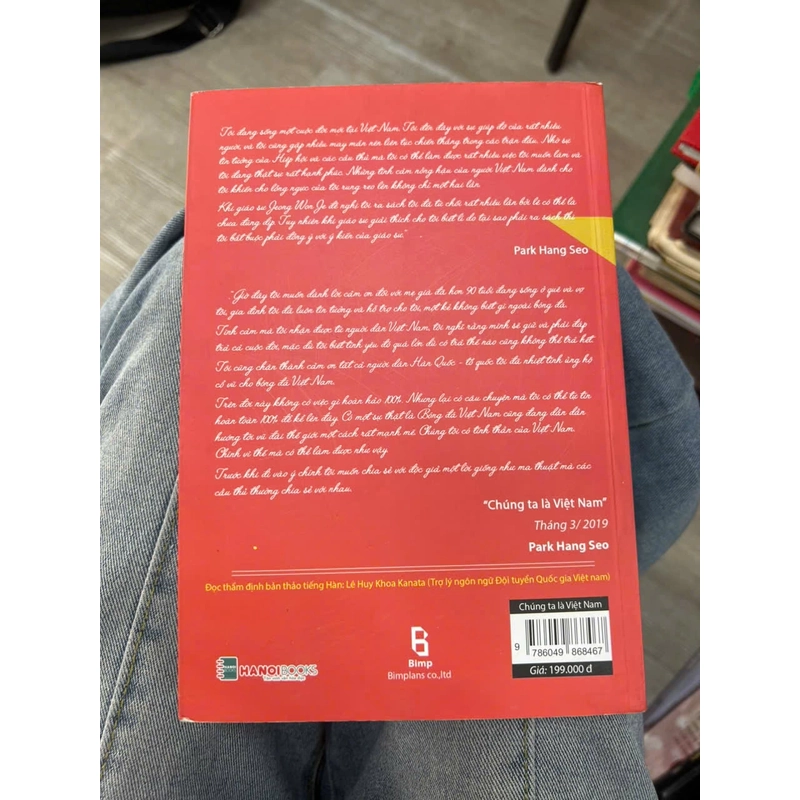 Tôi đang sống một cuộc đời mới tại Việt Nam. Tôi đến đây với sự giúp đỡ của rất nhiều
người và tôi cũng gặp nhiều may mắn nên liên tục chiến thắng trong các trận đấu. Nhờ sự
tin tưởng của Hiệp hội và các cầu thủ mà tôi có thể làm được rất nhiều việc tôi muốn làm và
tôi đang thật sự rất hạnh phúc. Những tình cảm nồng hậu của người Việt Nam dành cho
tôi khiến cho lồng ngực của tôi rung reo lên không chỉ một hai lần.
Khi giáo sư Jeong Won Je đề nghị tôi ra sách tôi đã từ chối rất nhiều lần bởi lẽ có thể là
chưa đúng dịp. Tuy nhiên khi giáo sư giải thích cho tôi biết lí do tại sao phải ra sách thì
tôi bắt buộc phải đồng ý với ý kiến của giáo sư."
Park Hang Seo
"Giờ đây tôi muốn dành lời cảm ơn đối với mẹ già đã hơn 90 tuổi đang sống ở quê và vợ
tôi, gia đình tôi đã luôn tin tưởng và hỗ trợ cho tôi, một kẻ không biết gì ngoài bóng đá.
Tình cảm mà tôi nhận được từ người dân Việt Nam, tôi nghĩ rằng mình sẽ giữ và phải đáp
trả cả cuộc đời, mặc dù tôi biết tình yêu đó quá lớn dù có trả thế nào cũng không thể trả hết.
Tôi cũng chân thành cảm ơn tất cả người dân Hàn Quốc - tổ quốc tôi đã nhiệt tình ủng hộ
cổ vũ cho bóng đá Việt Nam.
Trên đời này không có việc gì hoàn hảo 100%. Nhưng lại có câu chuyện mà tôi có thể tự tin
hoàn toàn 100% để kể lên đây. Có một sự thật là Bóng đá Việt Nam cũng đang dần dần
hướng tới vũ đài thế giới một cách rất mạnh mẽ. Chúng tôi có tinh thần của Việt Nam.
Chính vì thế mà có thể làm được như vậy.
Trước khi đi vào ý chính tôi muốn chia sẻ với độc giả một lời giống như ma thuật mà các
cầu thủ thường chia sẻ với nhau.
"Chúng ta là Việt Nam"
Tháng 3/ 2019
Park Hang Seo
Đọc thẩm định bản thảo tiếng Hàn: Lê Huy Khoa Kanata (Trợ lý ngôn ngữ Đội tuyển Quốc gia Việt nam)
Chúng ta là Việt Nam
9 786049 868467
Giá: 199.000 đ
HANOIBOOKS
Bimp
Bimplans co.,ltd